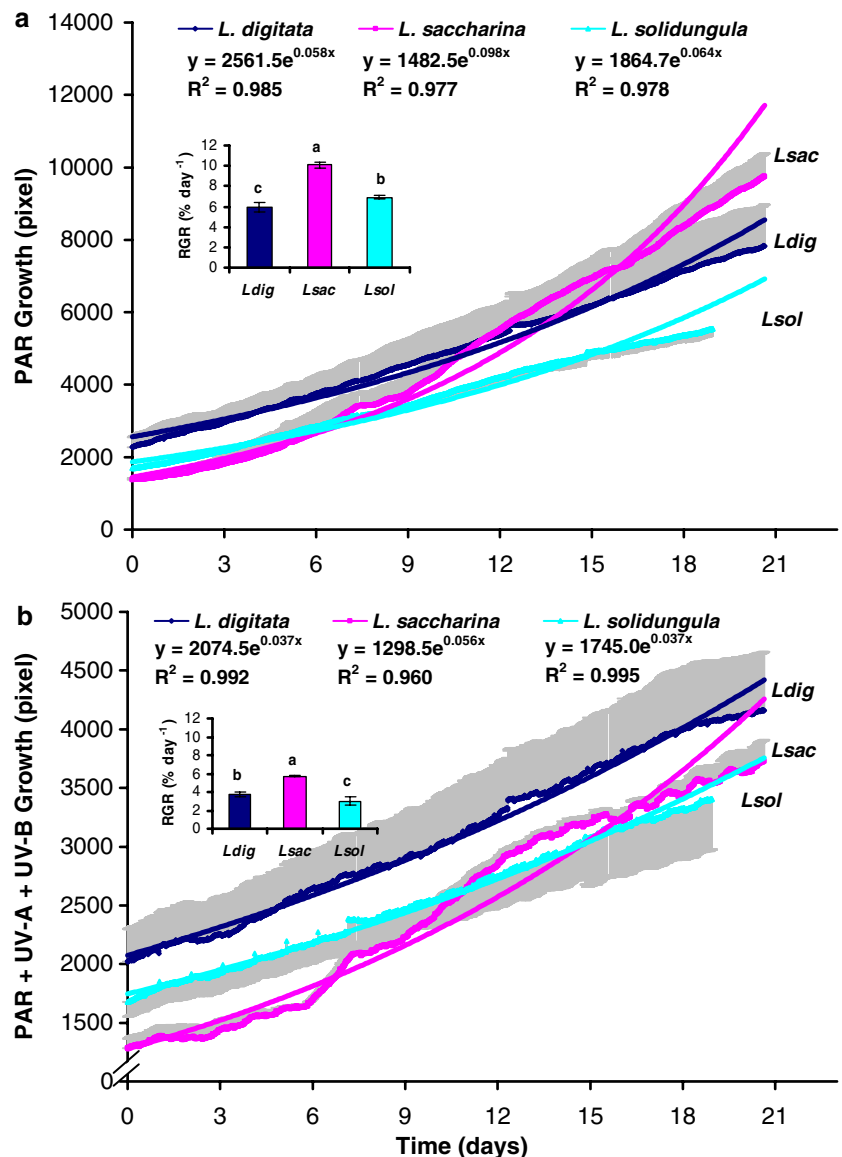 a
L. digitata L. saccharina L. solidungula
y = 2561.5e^0.058x y = 1482.5e^0.098x y = 1864.7e^0.064x
R² = 0.985 R² = 0.977 R² = 0.978
PAR Growth (pixel)
14000
12000
10000
8000
6000
4000
2000
0
0 3 6 9 12 15 18 21
RGR (% day⁻¹)
12
10
8
6
4
2
0
c a b
Ldig Lsac Lsol
Lsac
Ldig
Lsol
b
L. digitata L. saccharina L. solidungula
y = 2074.5e^0.037x y = 1298.5e^0.056x y = 1745.0e^0.037x
R² = 0.992 R² = 0.960 R² = 0.995
PAR + UV-A + UV-B Growth (pixel)
5000
4500
4000
3500
3000
2500
2000
1500
0
RGR (% day⁻¹)
12
10
8
6
4
2
0
b a c
Ldig Lsac Lsol
Ldig
Lsac
Lsol
0 3 6 9 12 15 18 21
Time (days)